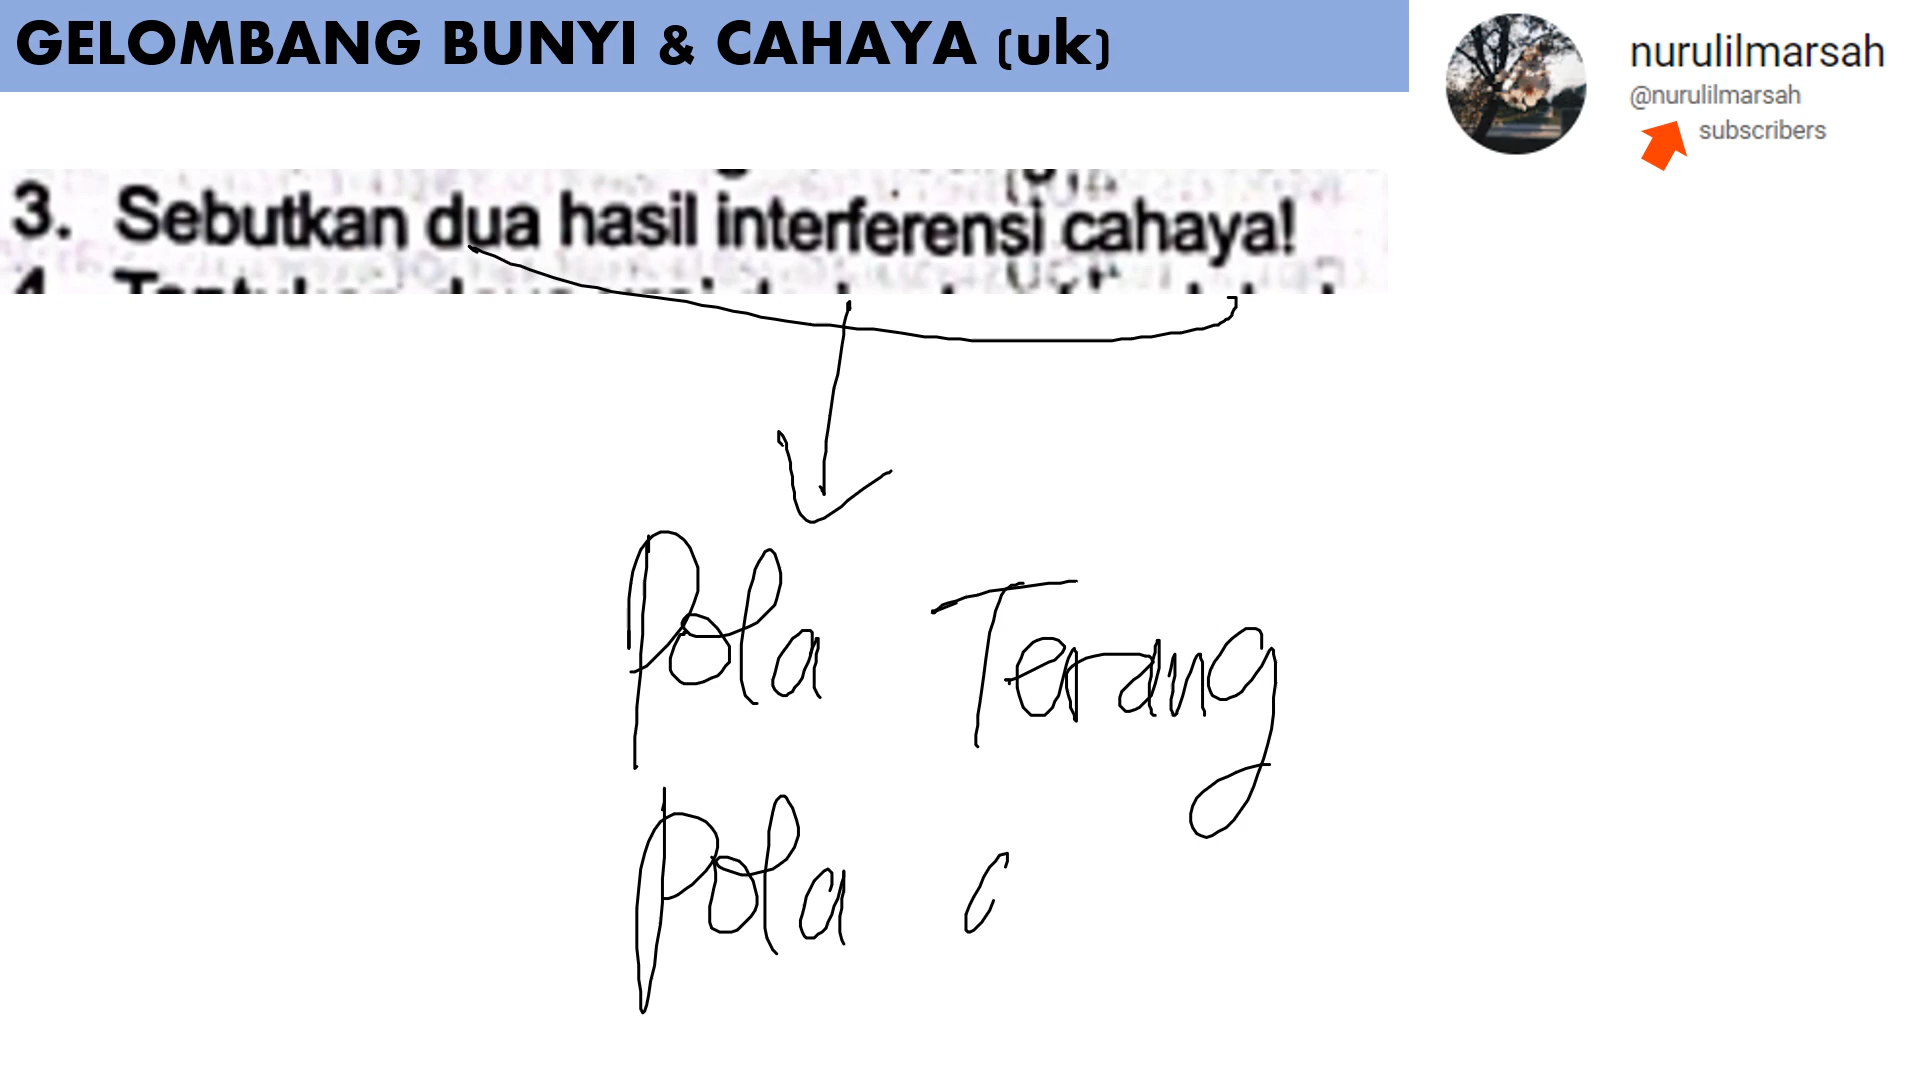 GELOMBANG BUNYI & CAHAYA (uk)
nurulilmarsah
@nurulilmarsah
subscribers
3. Sebutkan dua hasil interferensi cahaya!
Pola Terang
Pola